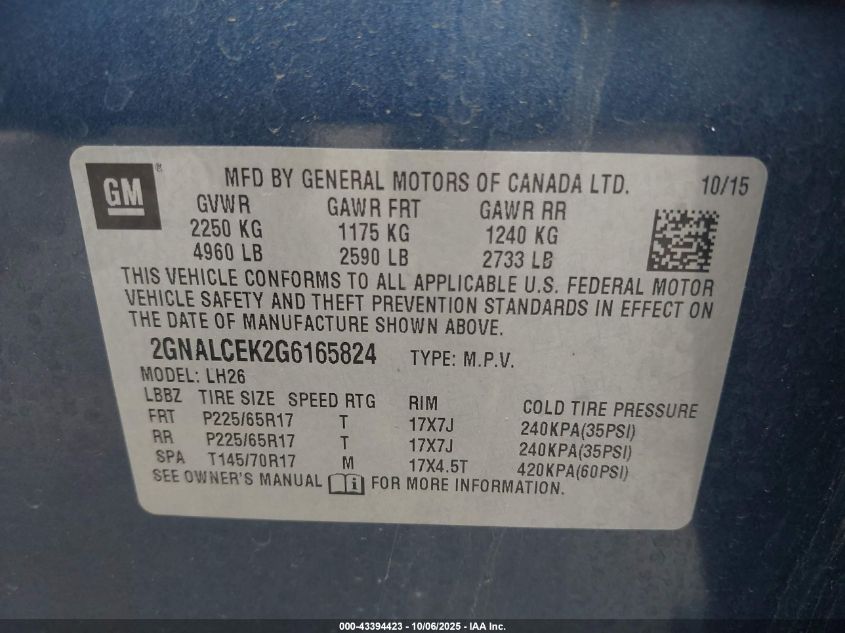 GM®
MFD BY GENERAL MOTORS OF CANADA LTD. 10/15
GVWR GAWR FRT GAWR RR
2250 KG 1175 KG 1240 KG
4960 LB 2590 LB 2733 LB
THIS VEHICLE CONFORMS TO ALL APPLICABLE U.S. FEDERAL MOTOR
VEHICLE SAFETY AND THEFT PREVENTION STANDARDS IN EFFECT ON
THE DATE OF MANUFACTURE SHOWN ABOVE.
2GNALCEK2G6165824 TYPE: M.P.V.
MODEL: LH26
LBBZ TIRE SIZE SPEED RTG RIM COLD TIRE PRESSURE
FRT P225/65R17 T 17X7J 240KPA(35PSI)
RR P225/65R17 T 17X7J 240KPA(35PSI)
SPA T145/70R17 M 17X4.5T 420KPA(60PSI)
SEE OWNER'S MANUAL i FOR MORE INFORMATION.
000-43394423 - 10/06/2025 - IAA Inc.